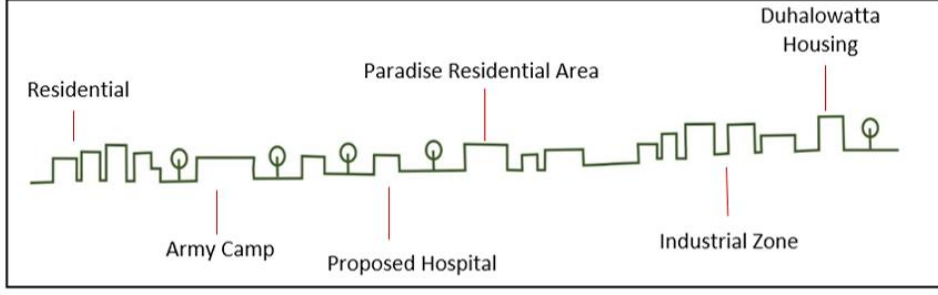 Duhalowatta
Housing
Paradise Residential Area
Residential
Army Camp
Proposed Hospital
Industrial Zone